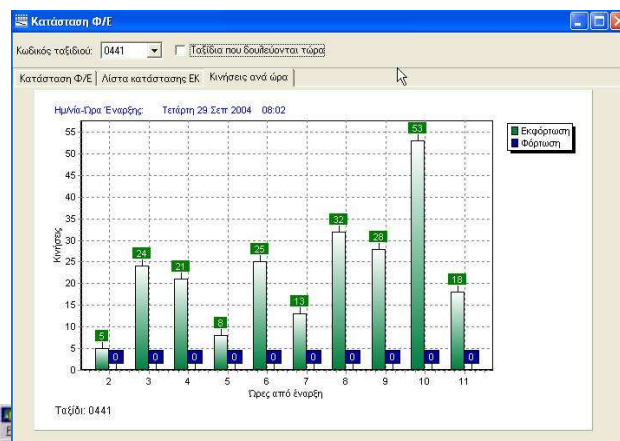 Κατάσταση Φ/Ε
Κωδικός ταξιδιού: 0441 Ταξίδια που δουλεύονται τώρα
Κατάσταση Φ/Ε Λίστα κατάστασης ΕΚ Κινήσεις ανά ώρα
Ημ/νία-Ώρα Έναρξης: Τετάρτη 29 Σεπ 2004 08:02
Εκφόρτωση
Φόρτωση
Κινήσεις
55
50
45
40
35
30
25
20
15
10
5
0
5 24 21 8 25 13 32 28 53 18
0 0 0 0 0 0 0 0 0 0
2 3 4 5 6 7 8 9 10 11
Ώρες από έναρξη
Ταξίδι: 0441